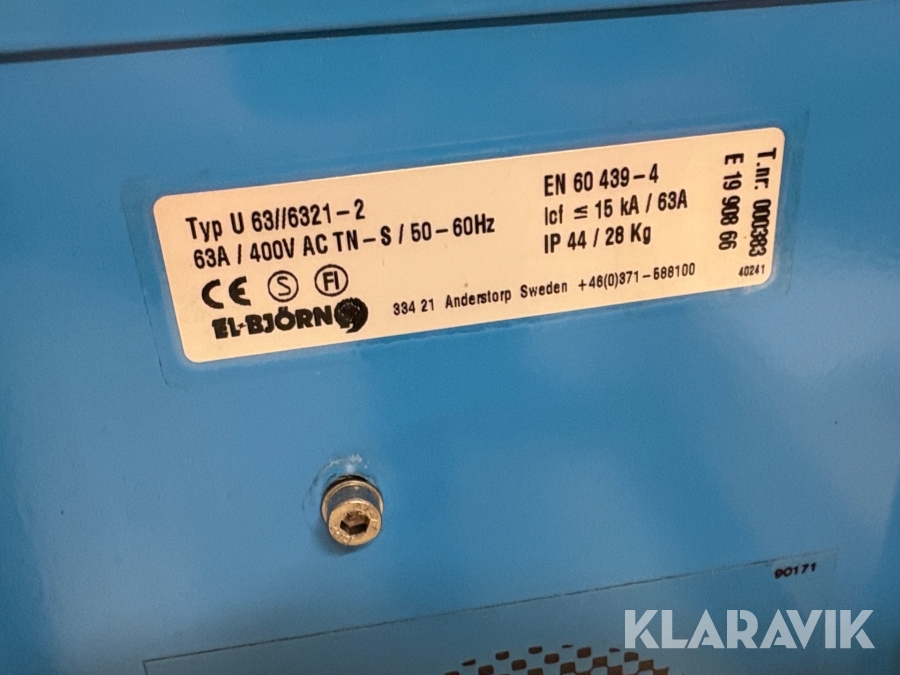 Typ U 63//6321-2
63A / 400V AC TN-S / 50-60Hz
CE S FI
EL-BJÖRN
EN 60 439-4
Icf ≤ 15 kA / 63A
IP 44 / 28 Kg
334 21 Anderstorp Sweden +46(0)371-588100
T.nr. 000383
E 19 908 66
40241
90171
KLARAVIK